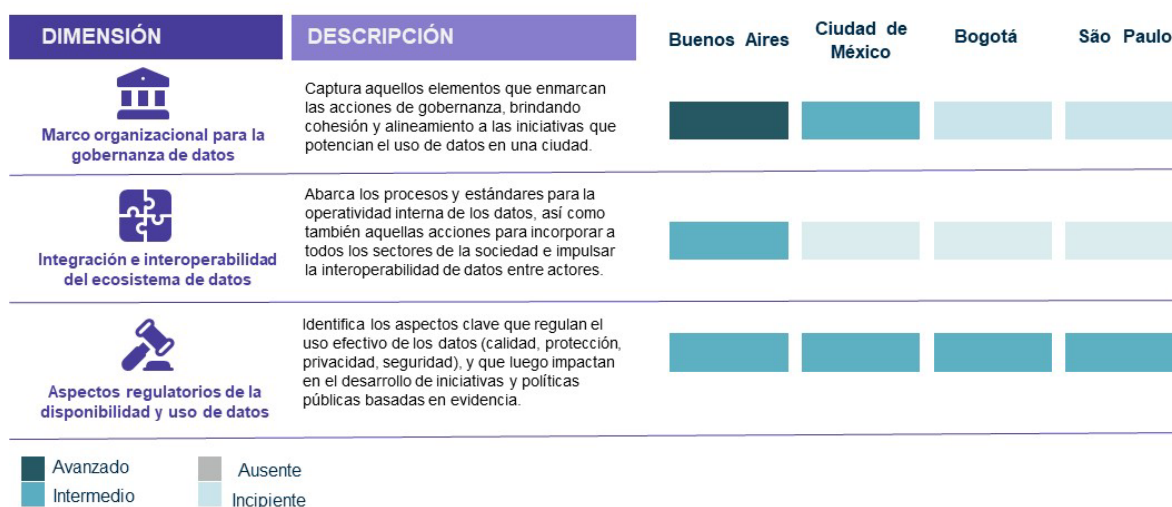 DIMENSIÓN
DESCRIPCIÓN
Buenos Aires
Ciudad de
México
Bogotá
São Paulo
Marco organizacional para la
gobernanza de datos
Captura aquellos elementos que enmarcan
las acciones de gobernanza, brindando
cohesión y alineamiento a las iniciativas que
potencian el uso de datos en una ciudad.
Integración e interoperabilidad
del ecosistema de datos
Abarca los procesos y estándares para la
operatividad interna de los datos, así como
también aquellas acciones para incorporar a
todos los sectores de la sociedad e impulsar
la interoperabilidad de datos entre actores.
Aspectos regulatorios de la
disponibilidad y uso de datos
Identifica los aspectos clave que regulan el
uso efectivo de los datos (calidad, protección,
privacidad, seguridad), y que luego impactan
en el desarrollo de iniciativas y políticas
públicas basadas en evidencia.
Avanzado
Ausente
Intermedio
Incipiente